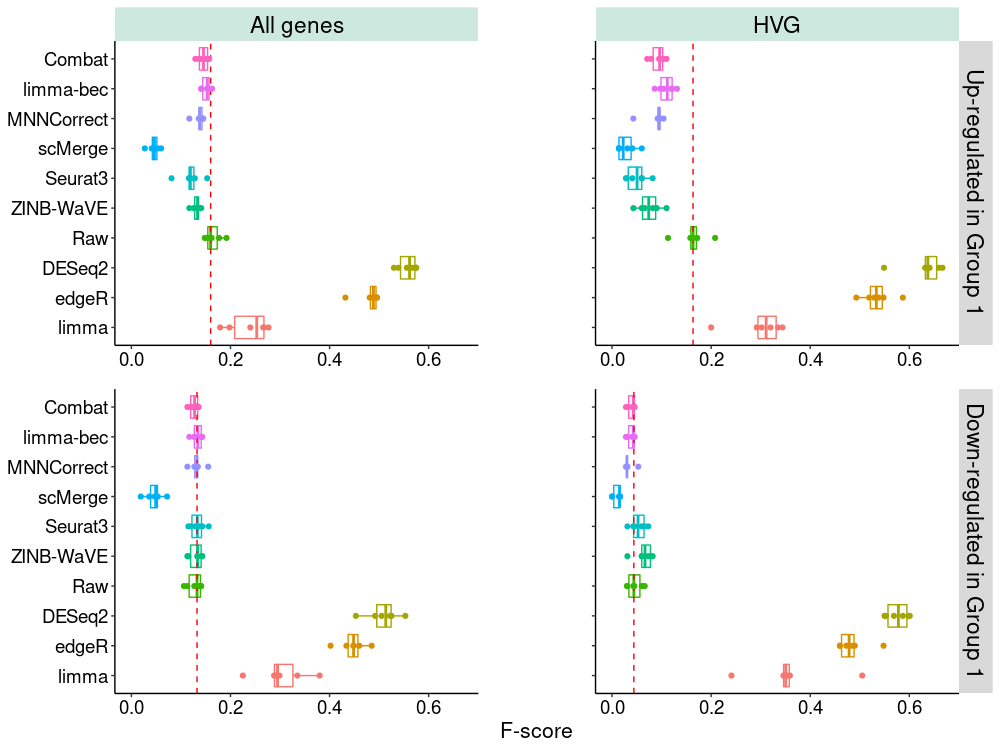 All genes
HVG
Combat
limma-bec
MNNCorrect
scMerge
Seurat3
ZINB-WaVE
Raw
DESeq2
edgeR
limma
Up-regulated in Group 1
0.0 0.2 0.4 0.6
0.0 0.2 0.4 0.6
Combat
limma-bec
MNNCorrect
scMerge
Seurat3
ZINB-WaVE
Raw
DESeq2
edgeR
limma
Down-regulated in Group 1
0.0 0.2 0.4 0.6
0.0 0.2 0.4 0.6
F-score